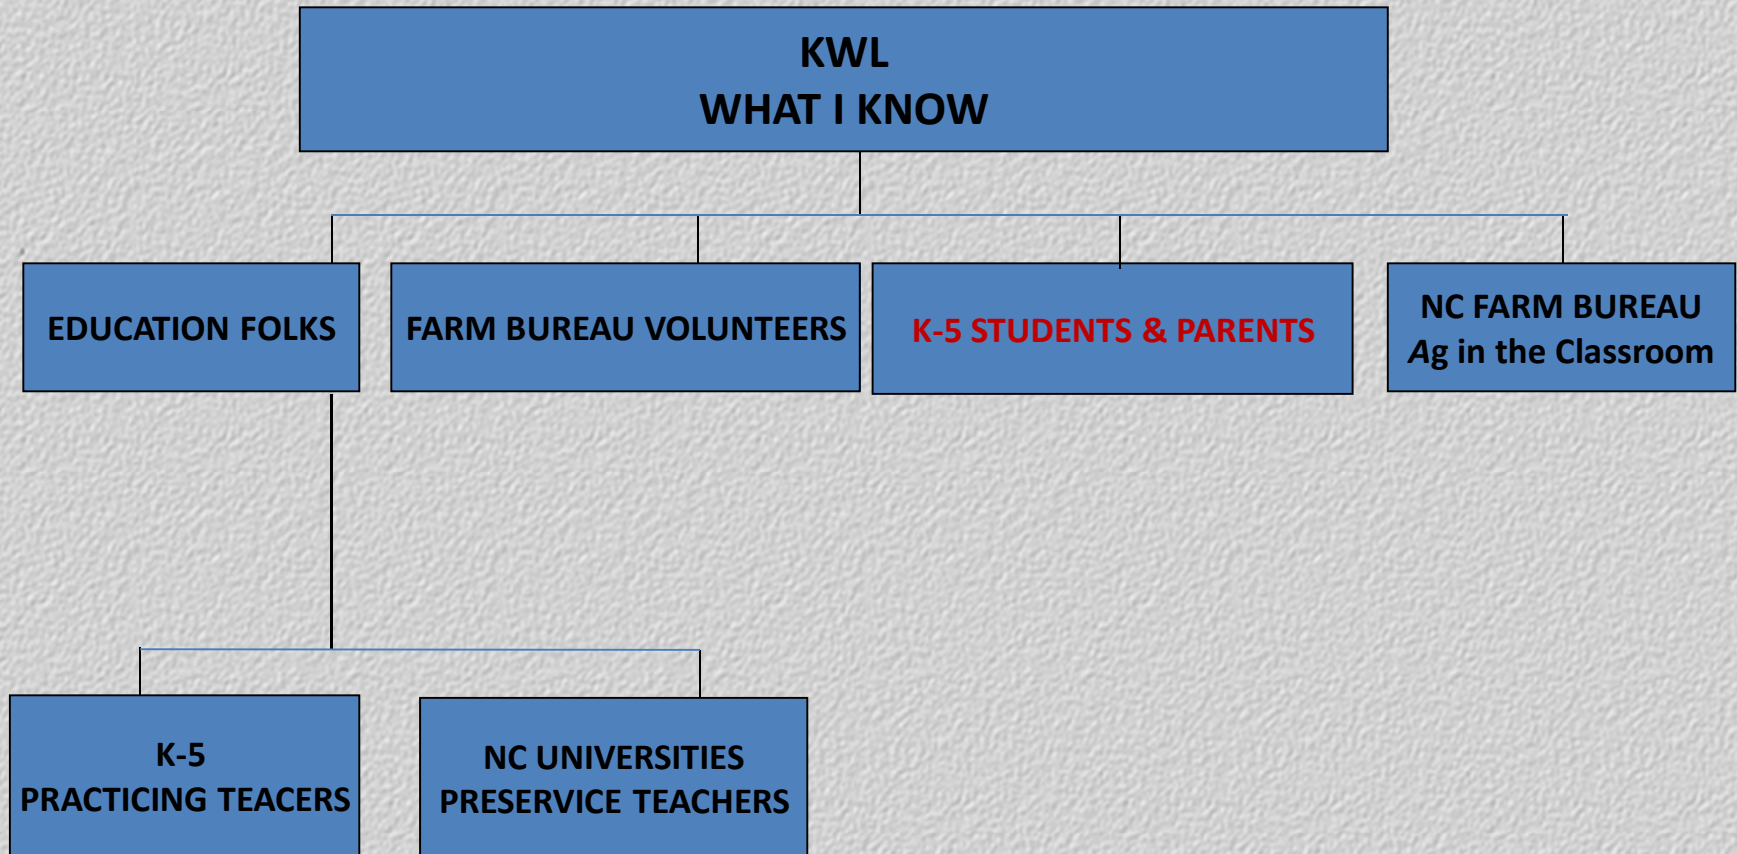 KWL
WHAT I KNOW
EDUCATION FOLKS
FARM BUREAU VOLUNTEERS
K-5 STUDENTS & PARENTS
NC FARM BUREAU
Ag in the Classroom
K-5
PRACTICING TEACERS
NC UNIVERSITIES
PRESERVICE TEACHERS